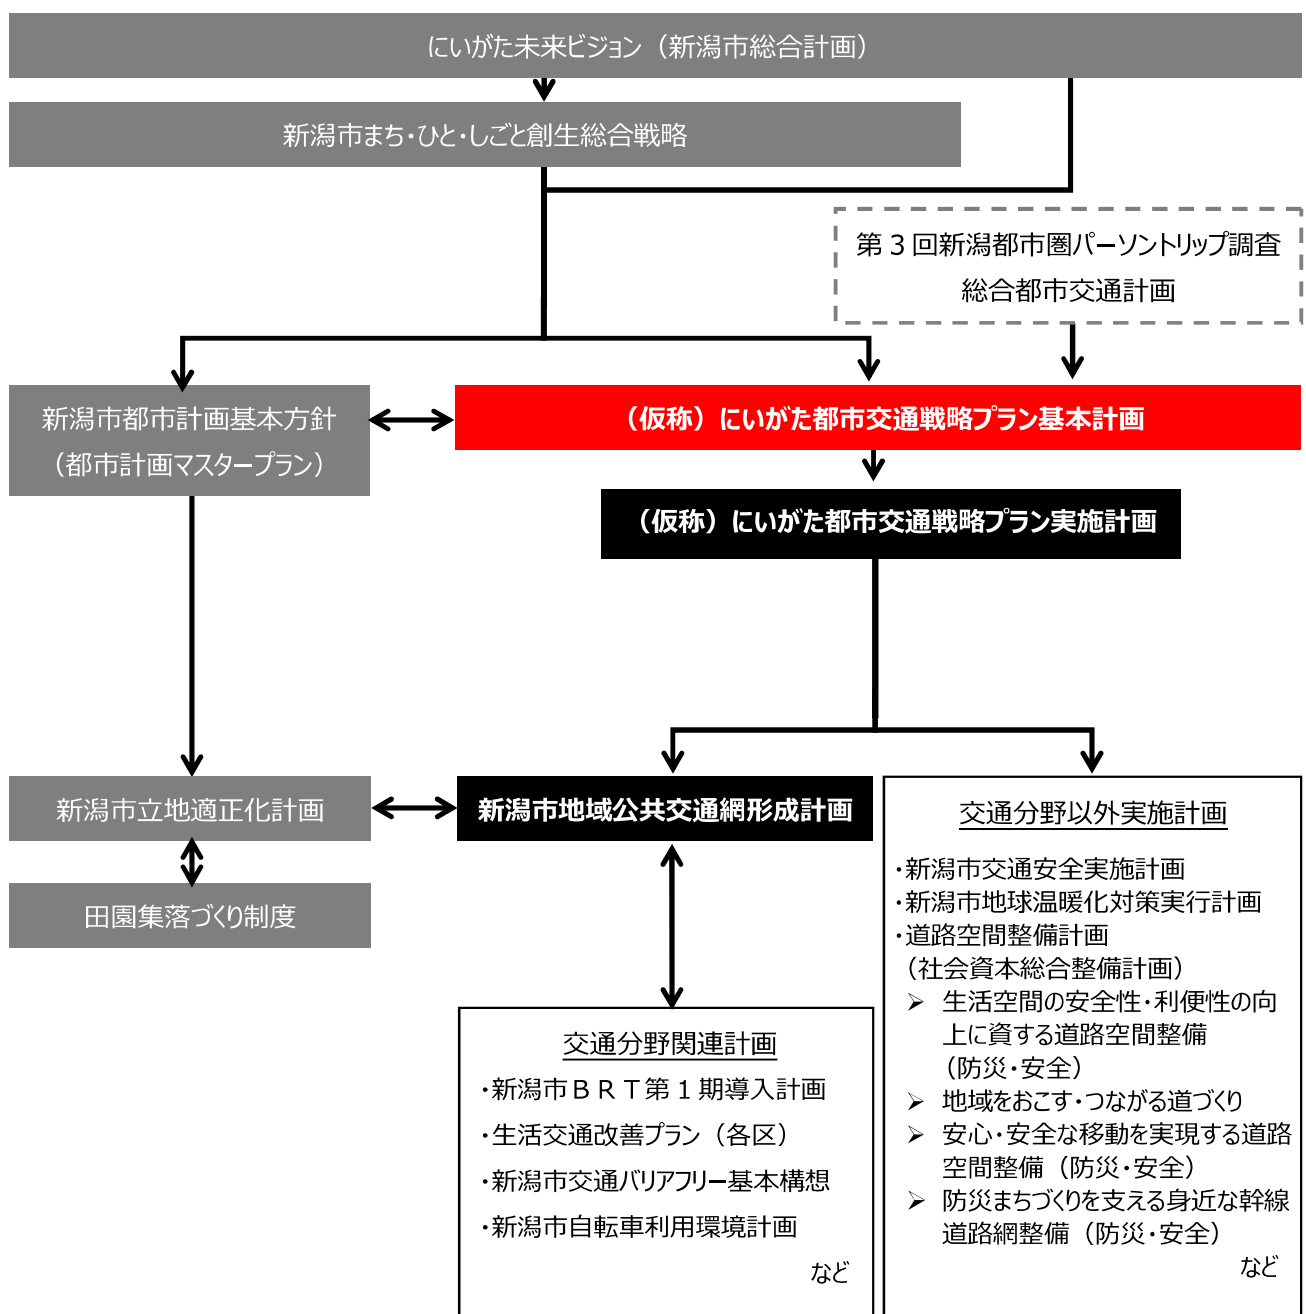 にいがた未来ビジョン（新潟市総合計画）
新潟市まち・ひと・しごと創生総合戦略
第３回新潟都市圏パーソントリップ調査
総合都市交通計画
新潟市都市計画基本方針
（都市計画マスタープラン）
（仮称）にいがた都市交通戦略プラン基本計画
（仮称）にいがた都市交通戦略プラン実施計画
新潟市立地適正化計画
田園集落づくり制度
新潟市地域公共交通網形成計画
交通分野関連計画
・新潟市ＢＲＴ第１期導入計画
・生活交通改善プラン（各区）
・新潟市交通バリアフリー基本構想
・新潟市自転車利用環境計画
など
交通分野以外実施計画
・新潟市交通安全実施計画
・新潟市地球温暖化対策実行計画
・道路空間整備計画
（社会資本総合整備計画）
➢ 生活空間の安全性・利便性の向
上に資する道路空間整備
（防災・安全）
➢ 地域をおこす・つながる道づくり
➢ 安心・安全な移動を実現する道路
空間整備（防災・安全）
➢ 防災まちづくりを支える身近な幹線
道路網整備（防災・安全）
など